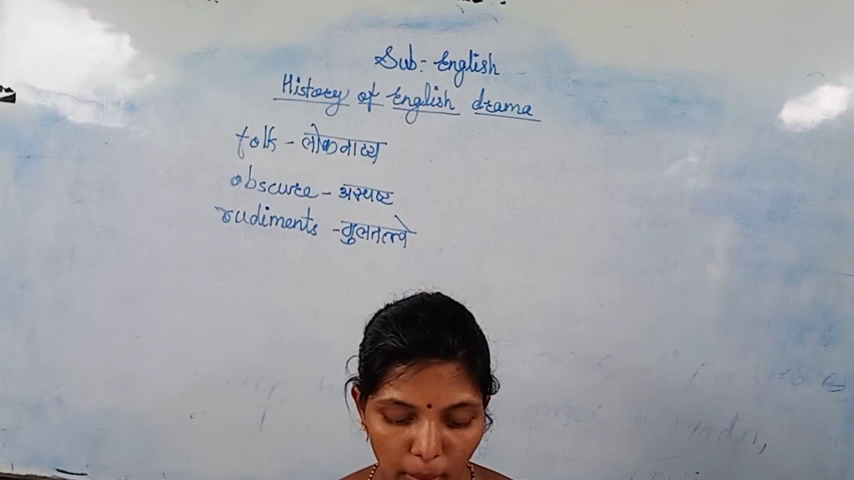 Sub:- English
History of English drama
folk - लोकनाट्य
obscure - अस्पष्ट
rudiments - मुलतत्त्वे